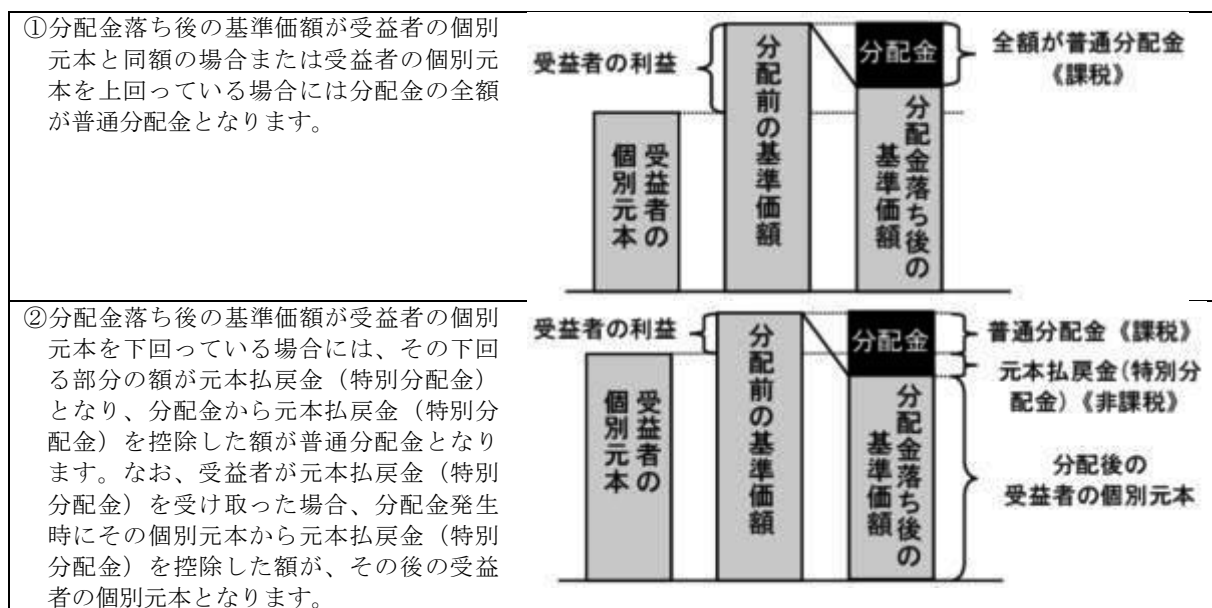 ①分配金落ち後の基準価額が受益者の個別
元本と同額の場合または受益者の個別元
本を上回っている場合には分配金の全額
が普通分配金となります。
受益者の利益
受益者の
個別元本
分配前の基準価額
分配金
分配金落ち後の
基準価額
全額が普通分配金
《課税》
②分配金落ち後の基準価額が受益者の個別
元本を下回っている場合には、その下回
る部分の額が元本払戻金（特別分配金）
となり、分配金から元本払戻金（特別分
配金）を控除した額が普通分配金となり
ます。なお、受益者が元本払戻金（特別
分配金）を受け取った場合、分配金発生
時にその個別元本から元本払戻金（特別
分配金）を控除した額が、その後の受益
者の個別元本となります。
受益者の利益
受益者の
個別元本
分配前の基準価額
分配金
分配金落ち後の
基準価額
普通分配金《課税》
元本払戻金(特別分
配金)《非課税》
分配後の
受益者の個別元本